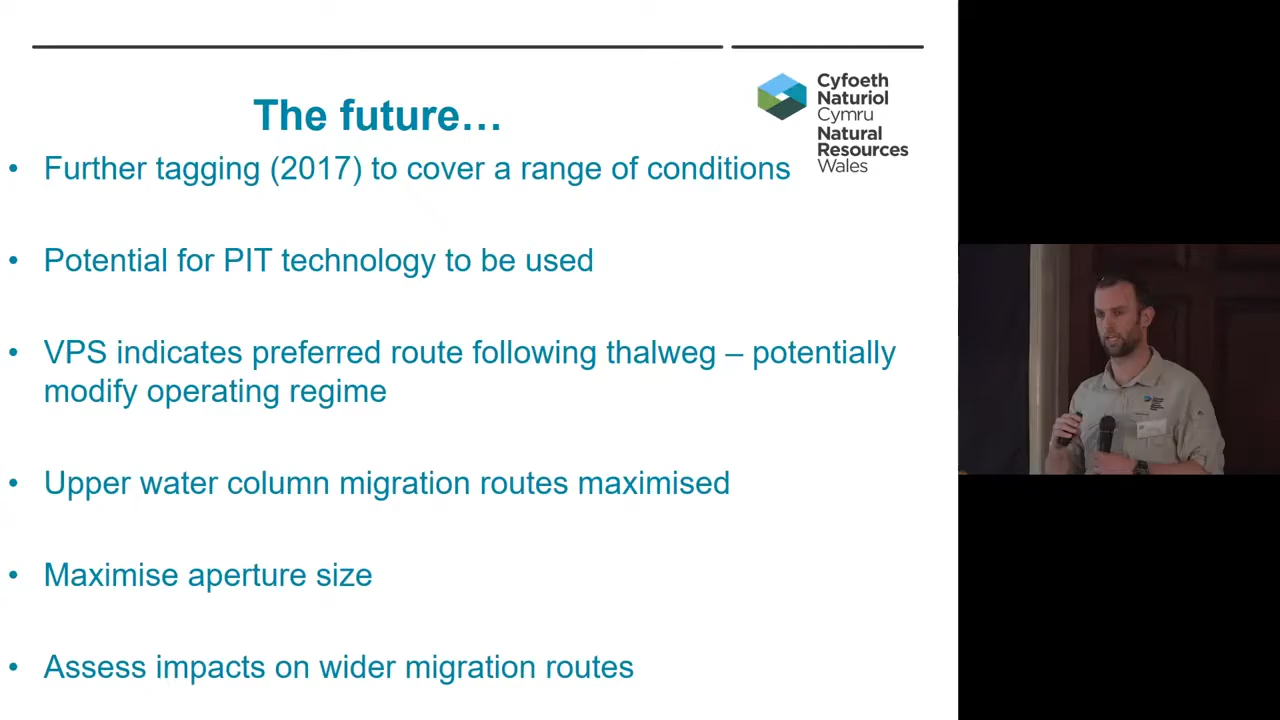 Cyfoeth
Naturiol
Cymru
Natural
Resources
Wales
The future…
• Further tagging (2017) to cover a range of conditions
• Potential for PIT technology to be used
• VPS indicates preferred route following thalweg – potentially
modify operating regime
• Upper water column migration routes maximised
• Maximise aperture size
• Assess impacts on wider migration routes